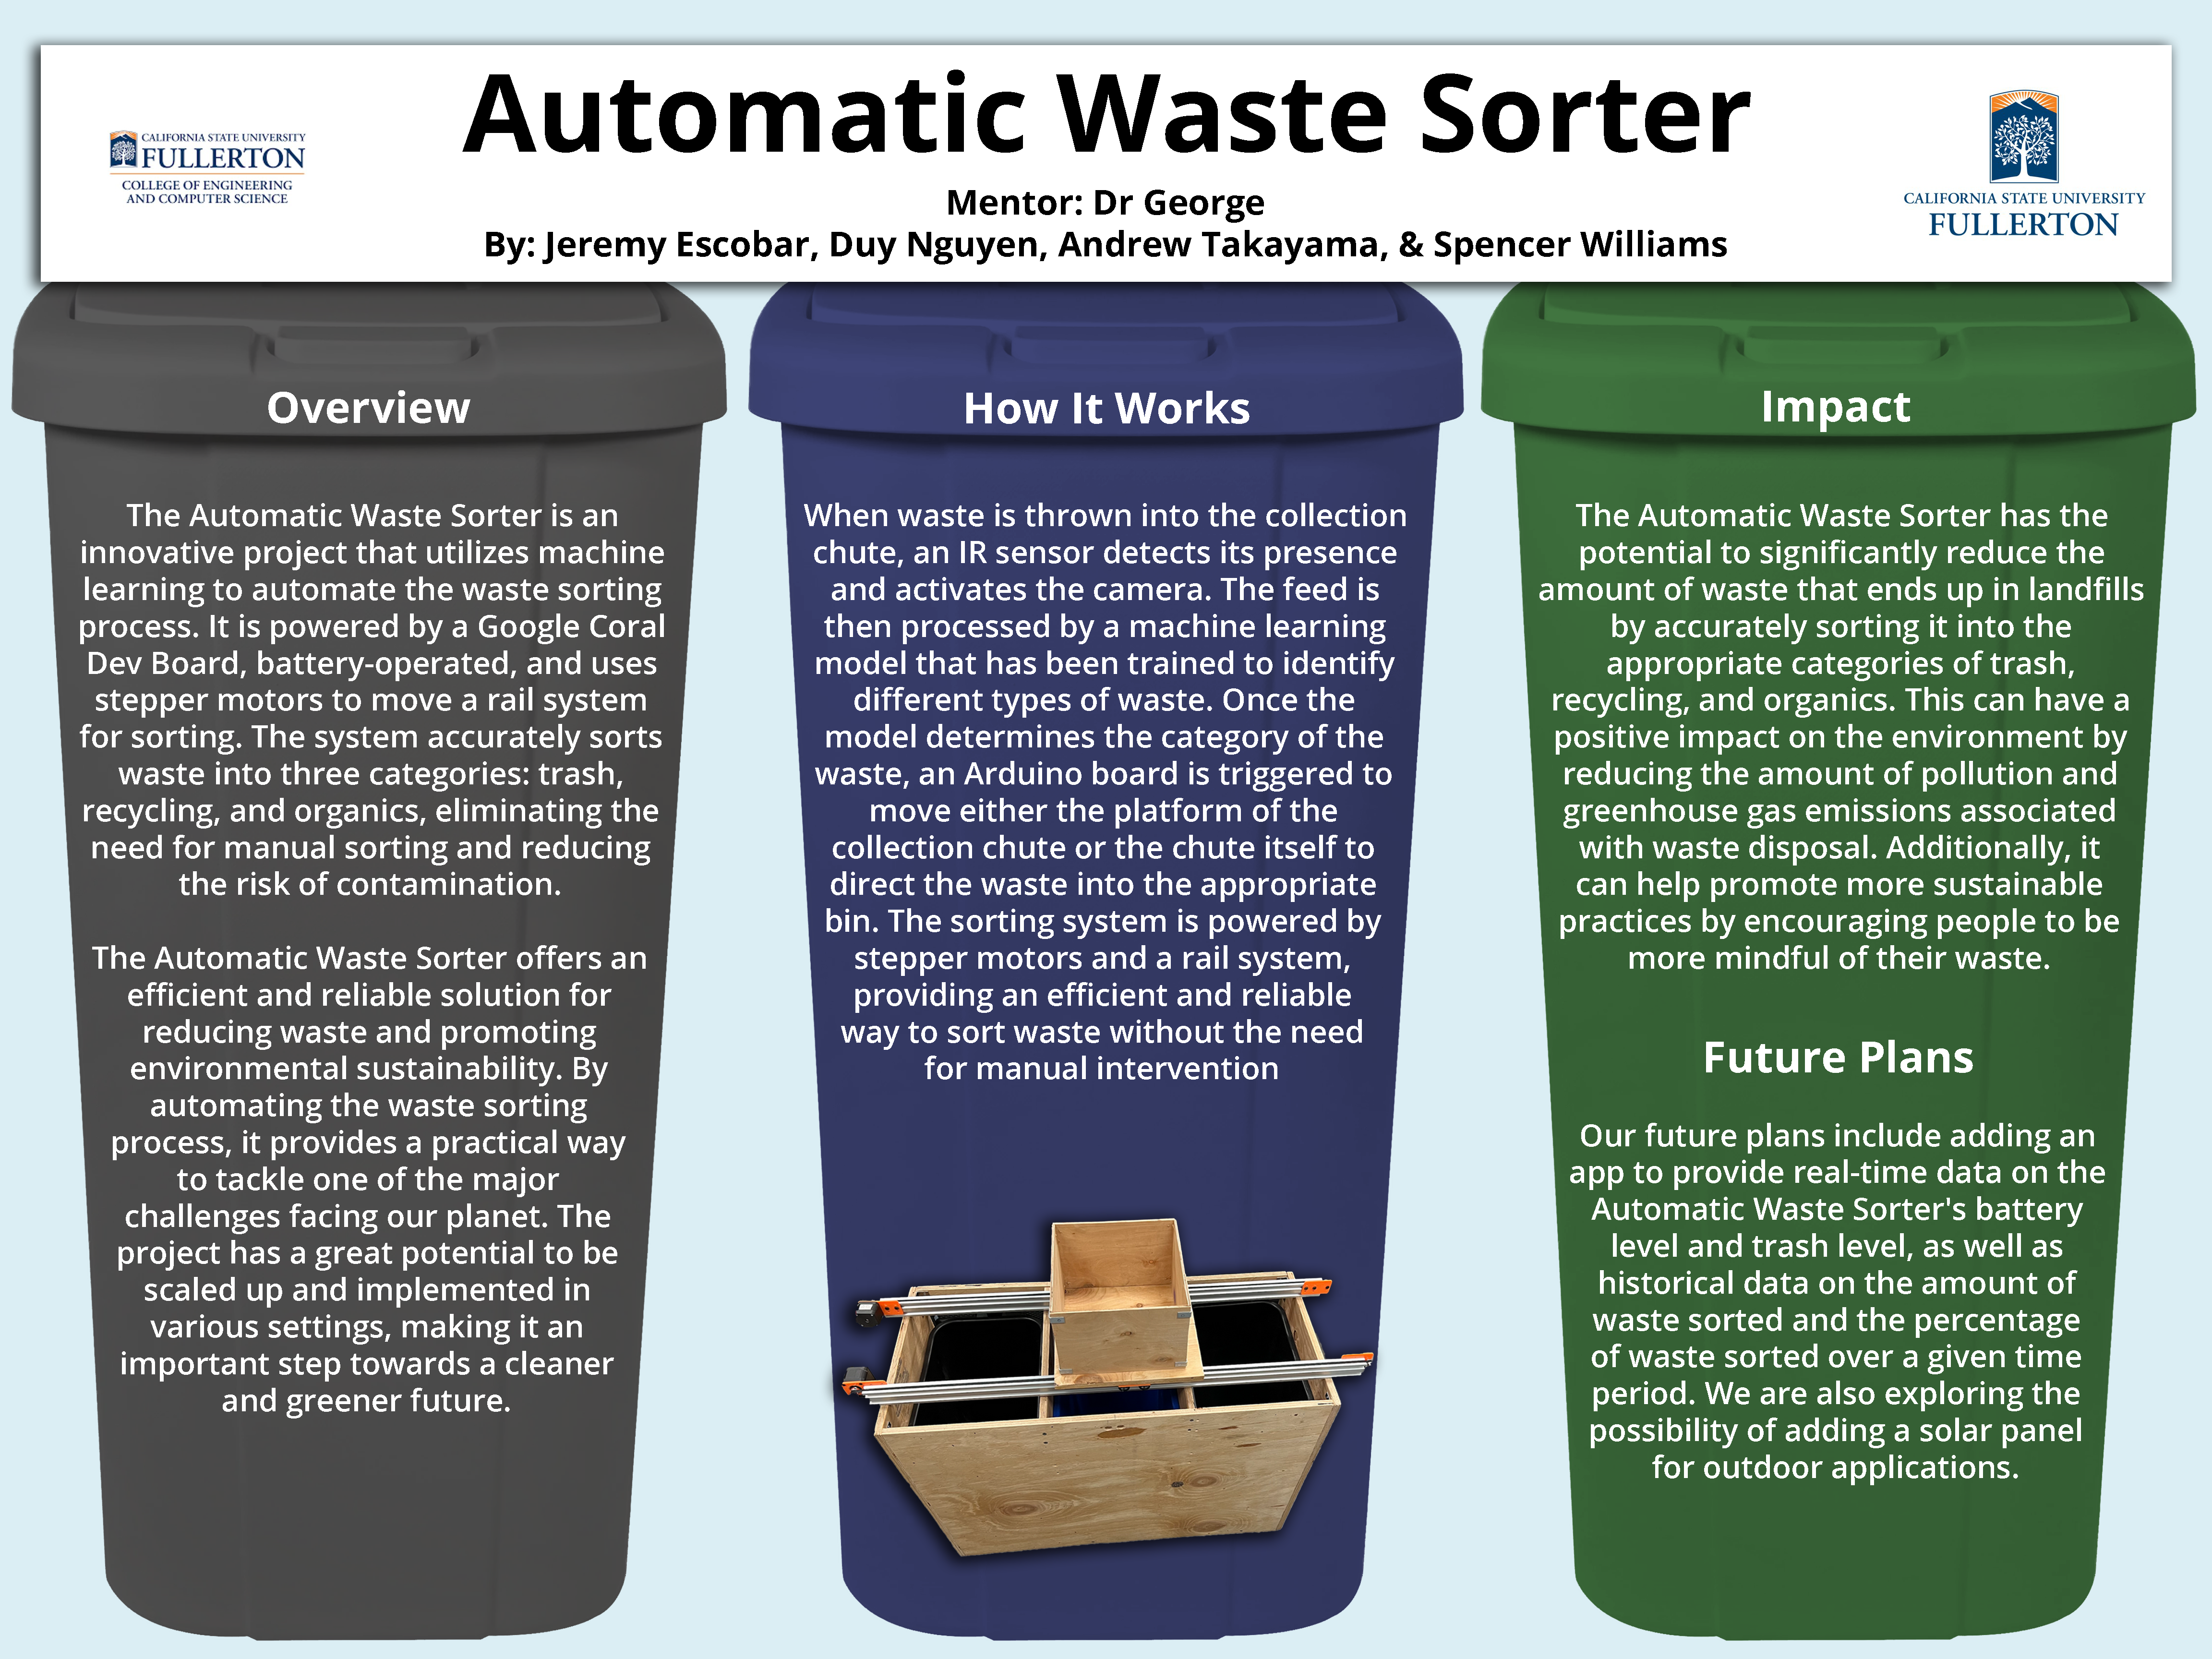 Automatic Waste Sorter
CALIFORNIA STATE UNIVERSITY
FULLERTON
COLLEGE OF ENGINEERING
AND COMPUTER SCIENCE
Mentor: Dr George
By: Jeremy Escobar, Duy Nguyen, Andrew Takayama, & Spencer Williams
CALIFORNIA STATE UNIVERSITY
FULLERTON
Overview
The Automatic Waste Sorter is an
innovative project that utilizes machine
learning to automate the waste sorting
process. It is powered by a Google Coral
Dev Board, battery-operated, and uses
stepper motors to move a rail system
for sorting. The system accurately sorts
waste into three categories: trash,
recycling, and organics, eliminating the
need for manual sorting and reducing
the risk of contamination.
The Automatic Waste Sorter offers an
efficient and reliable solution for
reducing waste and promoting
environmental sustainability. By
automating the waste sorting
process, it provides a practical way
to tackle one of the major
challenges facing our planet. The
project has a great potential to be
scaled up and implemented in
various settings, making it an
important step towards a cleaner
and greener future.
How It Works
When waste is thrown into the collection
chute, an IR sensor detects its presence
and activates the camera. The feed is
then processed by a machine learning
model that has been trained to identify
different types of waste. Once the
model determines the category of the
waste, an Arduino board is triggered to
move either the platform of the
collection chute or the chute itself to
direct the waste into the appropriate
bin. The sorting system is powered by
stepper motors and a rail system,
providing an efficient and reliable
way to sort waste without the need
for manual intervention
Impact
The Automatic Waste Sorter has the
potential to significantly reduce the
amount of waste that ends up in landfills
by accurately sorting it into the
appropriate categories of trash,
recycling, and organics. This can have a
positive impact on the environment by
reducing the amount of pollution and
greenhouse gas emissions associated
with waste disposal. Additionally, it
can help promote more sustainable
practices by encouraging people to be
more mindful of their waste.
Future Plans
Our future plans include adding an
app to provide real-time data on the
Automatic Waste Sorter's battery
level and trash level, as well as
historical data on the amount of
waste sorted and the percentage
of waste sorted over a given time
period. We are also exploring the
possibility of adding a solar panel
for outdoor applications.